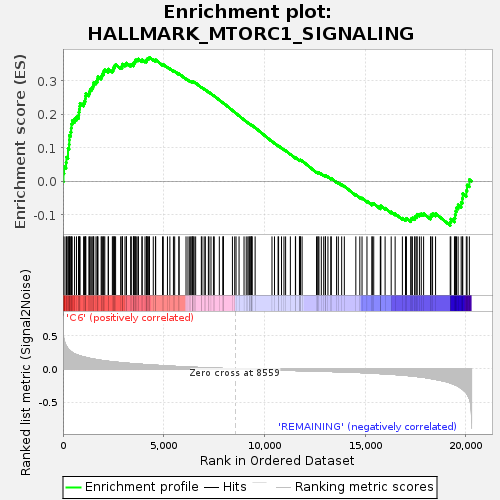 Enrichment plot:
HALLMARK_MTORC1_SIGNALING
Enrichment score (ES)
0.3
0.2
0.1
0.0
-0.1
'C6' (positively correlated)
Ranked list metric (Signal2Noise)
0.5
0.0
-0.5
Zero cross at 8559
'REMAINING' (negatively correlated)
0
5,000
10,000
15,000
20,000
Rank in Ordered Dataset
Enrichment profile
Hits
Ranking metric scores